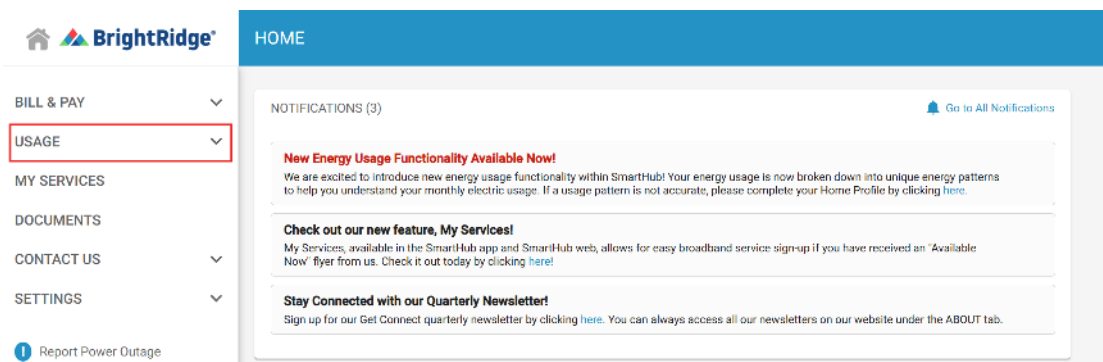 BrightRidge®
HOME
BILL & PAY
USAGE
MY SERVICES
DOCUMENTS
CONTACT US
SETTINGS
Report Power Outage
NOTIFICATIONS (3)
Go to All Notifications
New Energy Usage Functionality Available Now!
We are excited to introduce new energy usage functionality within SmartHub! Your energy usage is now broken down into unique energy patterns
to help you understand your monthly electric usage. If a usage pattern is not accurate, please complete your Home Profile by clicking here.
Check out our new feature, My Services!
My Services, available in the SmartHub app and SmartHub web, allows for easy broadband service sign-up if you have received an "Available
Now" flyer from us. Check it out today by clicking here!
Stay Connected with our Quarterly Newsletter!
Sign up for our Get Connect quarterly newsletter by clicking here. You can always access all our newsletters on our website under the ABOUT tab.